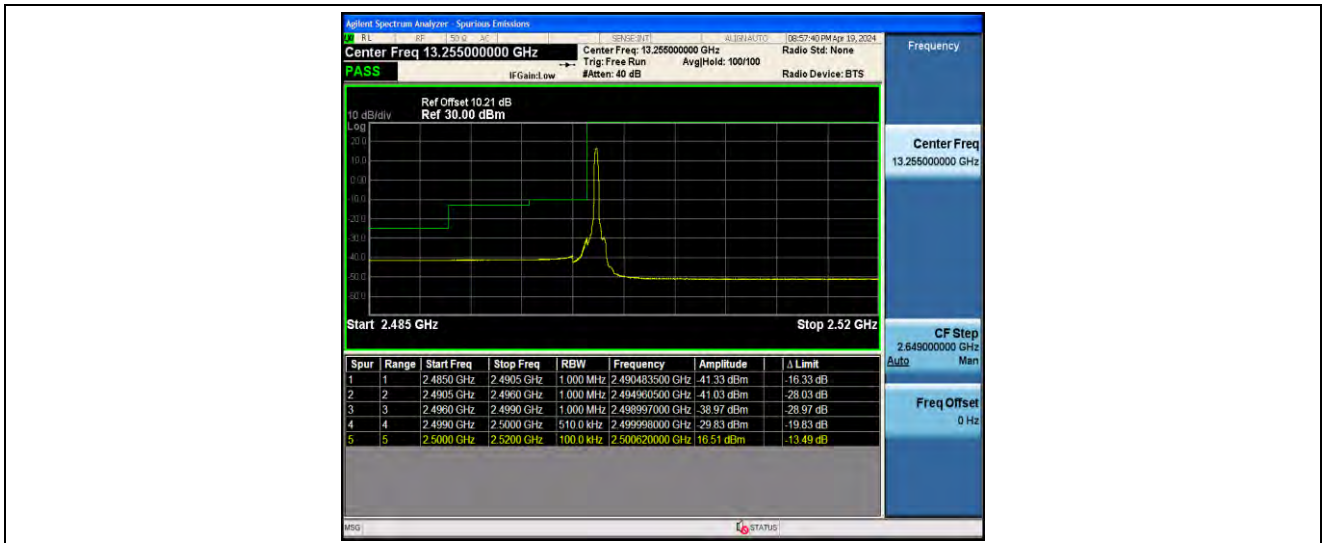 Agilent Spectrum Analyzer - Spurious Emissions
RL RF 50 Ω AC SENSE:INT ALIGN AUTO 08:57:40 PM Apr 19, 2024
Center Freq 13.255000000 GHz Center Freq: 13.255000000 GHz Radio Std: None
Trig: Free Run Avg|Hold: 100/100
PASS IFGain:Low #Atten: 40 dB Radio Device: BTS
Frequency
Ref Offset 10.21 dB
10 dB/div Ref 30.00 dBm
Log
20.0
10.0
0.00
-10.0
-20.0
-30.0
-40.0
-50.0
-60.0
Start 2.485 GHz Stop 2.52 GHz
Center Freq
13.255000000 GHz
CF Step
2.649000000 GHz
Auto Man
Freq Offset
0 Hz
Spur Range Start Freq Stop Freq RBW Frequency Amplitude Δ Limit
1 1 2.4850 GHz 2.4905 GHz 1.000 MHz 2.490483500 GHz -41.33 dBm -16.33 dB
2 2 2.4905 GHz 2.4960 GHz 1.000 MHz 2.494960500 GHz -41.03 dBm -28.03 dB
3 3 2.4960 GHz 2.4990 GHz 1.000 MHz 2.498997000 GHz -38.97 dBm -28.97 dB
4 4 2.4990 GHz 2.5000 GHz 510.0 kHz 2.499998000 GHz -29.83 dBm -19.83 dB
5 5 2.5000 GHz 2.5200 GHz 100.0 kHz 2.500620000 GHz 16.51 dBm -13.49 dB
MSG STATUS